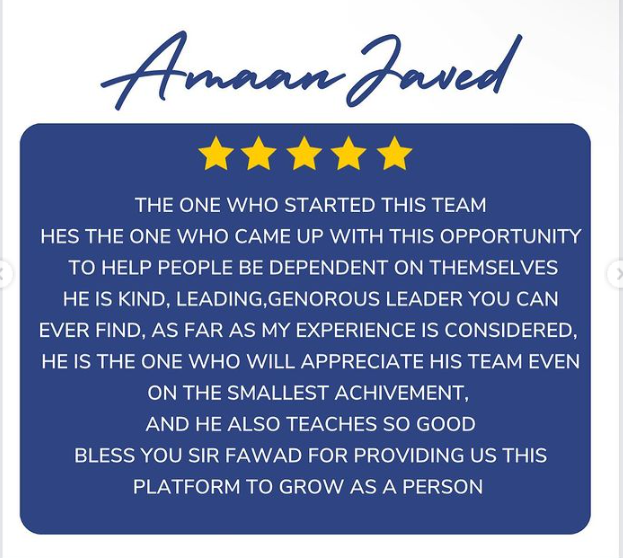 Amaan Javed
THE ONE WHO STARTED THIS TEAM
HES THE ONE WHO CAME UP WITH THIS OPPORTUNITY
TO HELP PEOPLE BE DEPENDENT ON THEMSELVES
HE IS KIND, LEADING,GENOROUS LEADER YOU CAN
EVER FIND, AS FAR AS MY EXPERIENCE IS CONSIDERED,
HE IS THE ONE WHO WILL APPRECIATE HIS TEAM EVEN
ON THE SMALLEST ACHIVEMENT,
AND HE ALSO TEACHES SO GOOD
BLESS YOU SIR FAWAD FOR PROVIDING US THIS
PLATFORM TO GROW AS A PERSON